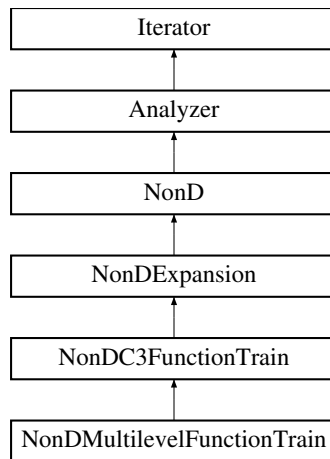 Iterator
Analyzer
NonD
NonDExpansion
NonDC3FunctionTrain
NonDMultilevelFunctionTrain